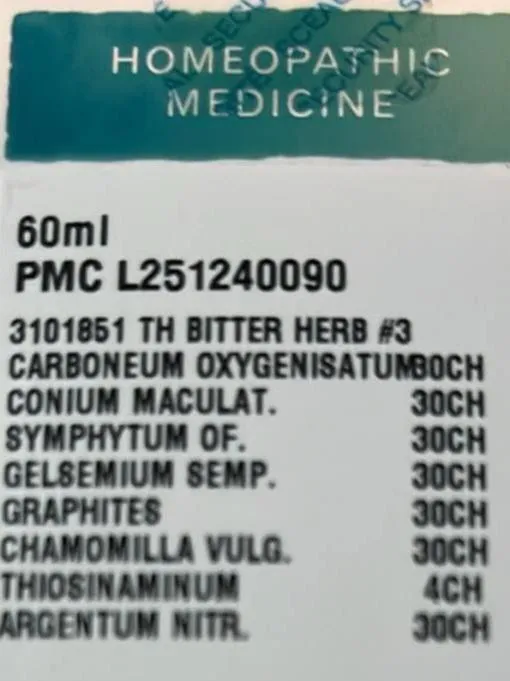 HOMEOPATHIC
MEDICINE
60ml
PMC L251240090
3101851 TH BITTER HERB #3
CARBONEUM OXYGENISATUM30CH
CONIUM MACULAT. 30CH
SYMPHYTUM OF. 30CH
GELSEMIUM SEMP. 30CH
GRAPHITES 30CH
CHAMOMILLA VULG. 30CH
THIOSINAMINUM 4CH
ARGENTUM NITR. 30CH